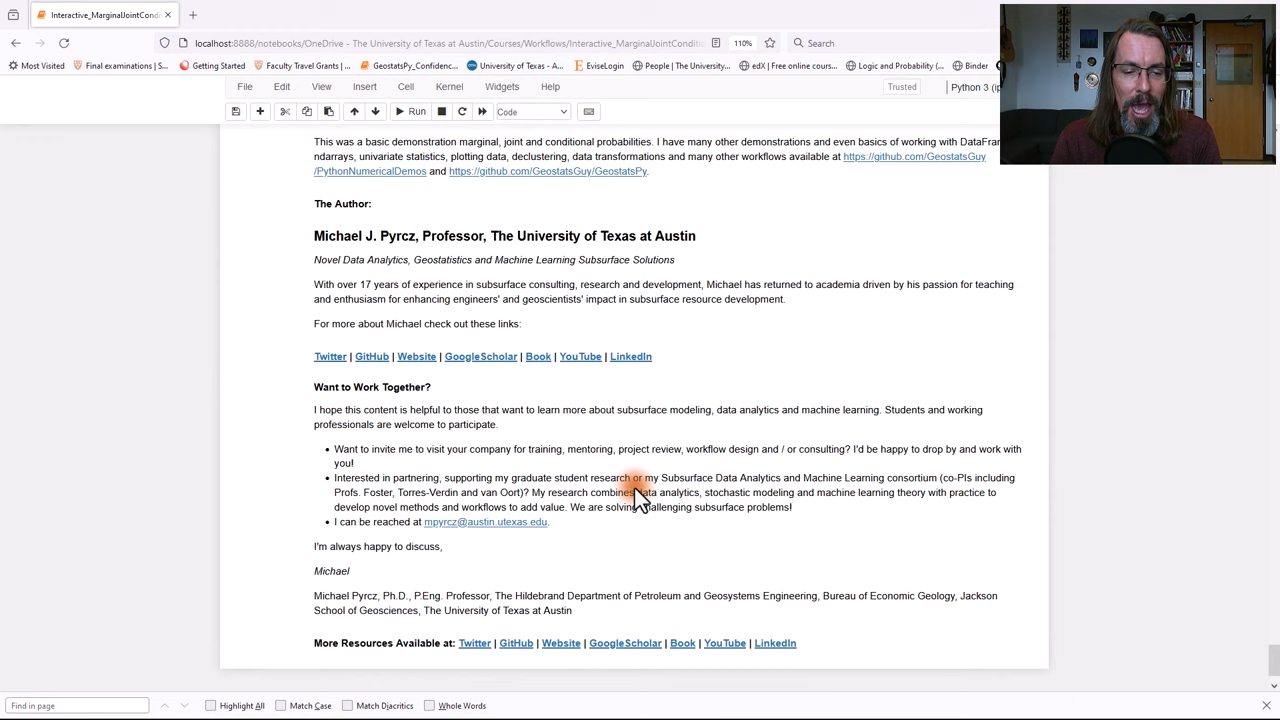 Interactive_MarginalJointCondi
localhost:8888/notebooks/OneDrive - The University of Texas at Austin/Courses/Workflows/Interactive_MarginalJointConditi
110%
Search
Most Visited
Final examinations | S...
Getting Started
Faculty Travel Grants | ...
GeostatsPy_Confidenc...
University of Texas - A...
EviseLogin
People | The University...
edX | Free online cours...
Logic and Probability (...
Binder
File Edit View Insert Cell Kernel Widgets Help
Trusted
Python 3 (ip
Run
Code
This was a basic demonstration marginal, joint and conditional probabilities. I have many other demonstrations and even basics of working with DataFram
ndarrays, univariate statistics, plotting data, declustering, data transformations and many other workflows available at https://github.com/GeostatsGuy
/PythonNumericalDemos and https://github.com/GeostatsGuy/GeostatsPy.
The Author:
Michael J. Pyrcz, Professor, The University of Texas at Austin
Novel Data Analytics, Geostatistics and Machine Learning Subsurface Solutions
With over 17 years of experience in subsurface consulting, research and development, Michael has returned to academia driven by his passion for teaching
and enthusiasm for enhancing engineers' and geoscientists' impact in subsurface resource development.
For more about Michael check out these links:
Twitter | GitHub | Website | GoogleScholar | Book | YouTube | LinkedIn
Want to Work Together?
I hope this content is helpful to those that want to learn more about subsurface modeling, data analytics and machine learning. Students and working
professionals are welcome to participate.
• Want to invite me to visit your company for training, mentoring, project review, workflow design and / or consulting? I'd be happy to drop by and work with
you!
• Interested in partnering, supporting my graduate student research or my Subsurface Data Analytics and Machine Learning consortium (co-PIs including
Profs. Foster, Torres-Verdin and van Oort)? My research combines data analytics, stochastic modeling and machine learning theory with practice to
develop novel methods and workflows to add value. We are solving challenging subsurface problems!
• I can be reached at mpyrcz@austin.utexas.edu.
I'm always happy to discuss,
Michael
Michael Pyrcz, Ph.D., P.Eng. Professor, The Hildebrand Department of Petroleum and Geosystems Engineering, Bureau of Economic Geology, Jackson
School of Geosciences, The University of Texas at Austin
More Resources Available at: Twitter | GitHub | Website | GoogleScholar | Book | YouTube | LinkedIn
Find in page
Highlight All
Match Case
Match Diacritics
Whole Words